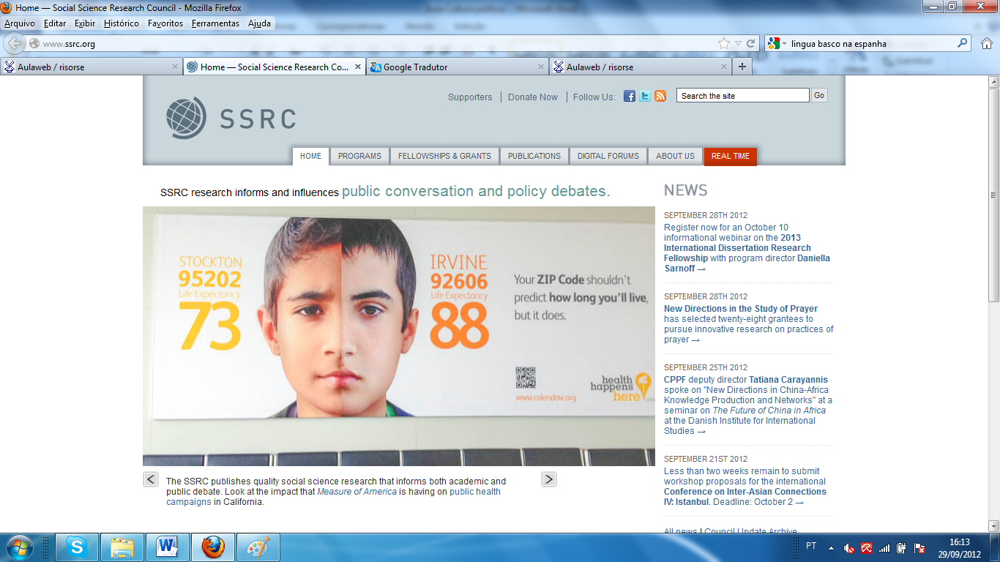 Home — Social Science Research Council - Mozilla Firefox
Arquivo Editar Exibir Histórico Favoritos Ferramentas Ajuda
www.ssrc.org
lingua basco na espanha
Aulaweb / risorse
Home — Social Science Research Co...
Google Tradutor
Aulaweb / risorse
SSRC
Supporters
Donate Now
Follow Us:
Search the site
Go
HOME
PROGRAMS
FELLOWSHIPS & GRANTS
PUBLICATIONS
DIGITAL FORUMS
ABOUT US
REAL TIME
SSRC research informs and influences public conversation and policy debates.
STOCKTON
95202
Life Expectancy
73
IRVINE
92606
Life Expectancy
88
Your ZIP Code shouldn't
predict how long you'll live,
but it does.
www.calendow.org
health
happens
here
The SSRC publishes quality social science research that informs both academic and
public debate. Look at the impact that Measure of America is having on public health
campaigns in California.
NEWS
SEPTEMBER 28TH 2012
Register now for an October 10
informational webinar on the 2013
International Dissertation Research
Fellowship with program director Daniella
Sarnoff →
SEPTEMBER 28TH 2012
New Directions in the Study of Prayer
has selected twenty-eight grantees to
pursue innovative research on practices of
prayer →
SEPTEMBER 25TH 2012
CPPF deputy director Tatiana Carayannis
spoke on "New Directions in China-Africa
Knowledge Production and Networks" at a
seminar on The Future of China in Africa
at the Danish Institute for International
Studies →
SEPTEMBER 21ST 2012
Less than two weeks remain to submit
workshop proposals for the international
Conference on Inter-Asian Connections
IV: Istanbul. Deadline: October 2 →
All news | Council Update Archive
PT
16:13
29/09/2012